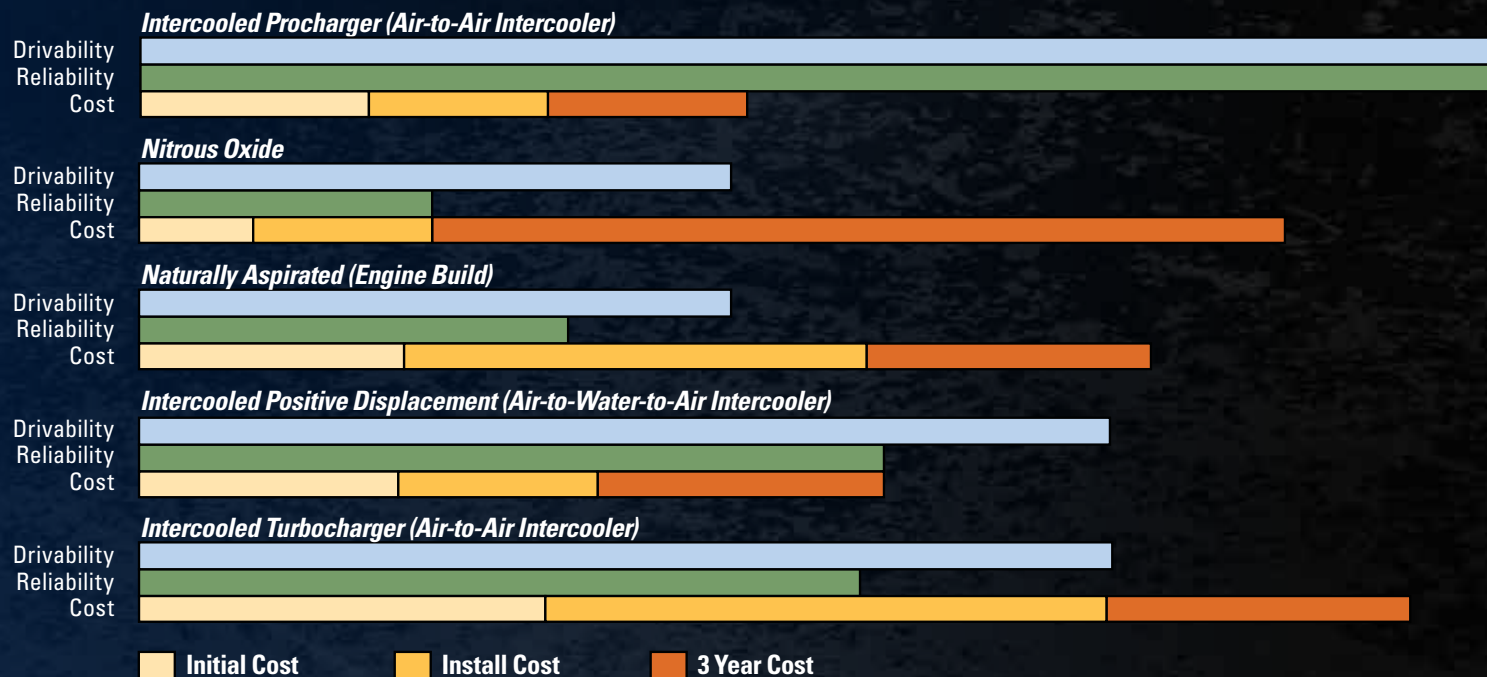 Intercooled Procharger (Air-to-Air Intercooler)
Drivability
Reliability
Cost
Nitrous Oxide
Drivability
Reliability
Cost
Naturally Aspirated (Engine Build)
Drivability
Reliability
Cost
Intercooled Positive Displacement (Air-to-Water-to-Air Intercooler)
Drivability
Reliability
Cost
Intercooled Turbocharger (Air-to-Air Intercooler)
Drivability
Reliability
Cost
Initial Cost Install Cost 3 Year Cost